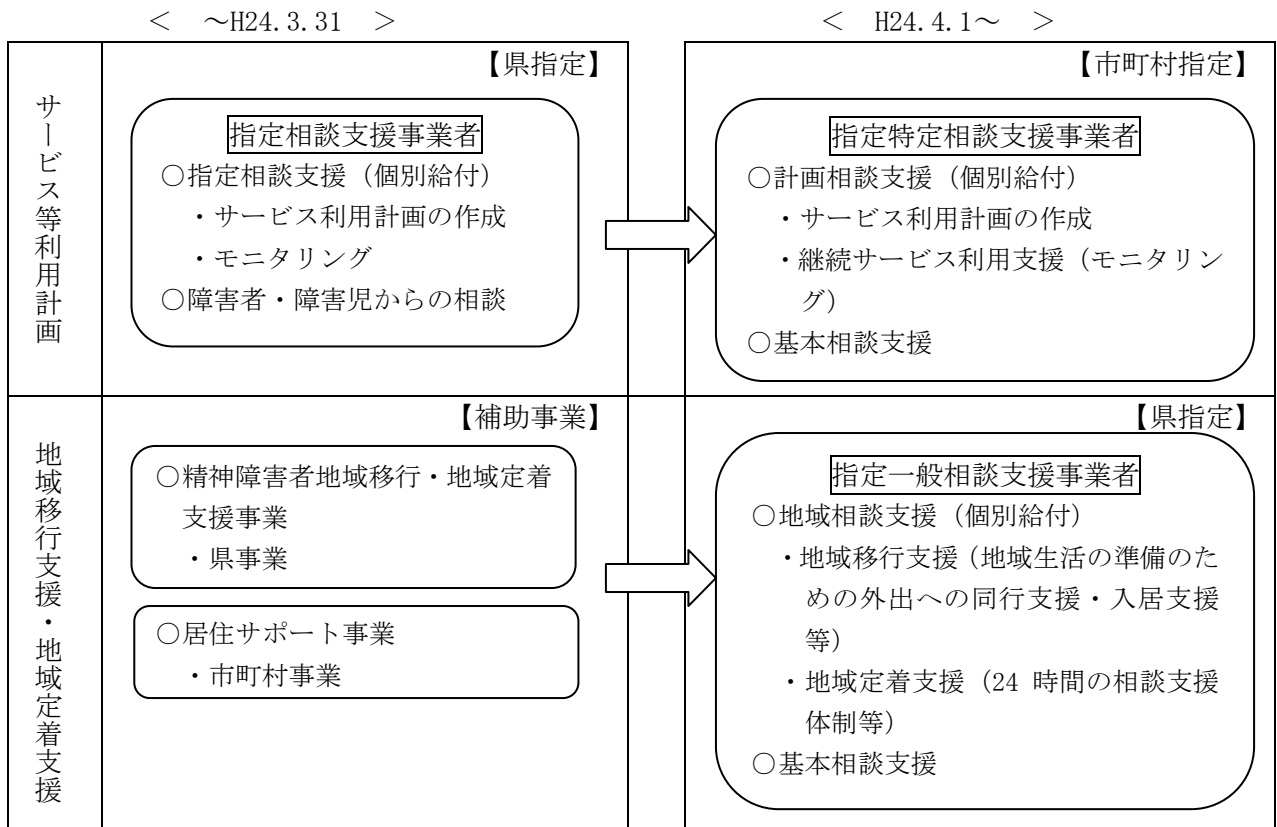 < ～H24.3.31 >
< H24.4.1～ >
サービス等利用計画
【県指定】
指定相談支援事業者
○指定相談支援（個別給付）
・サービス利用計画の作成
・モニタリング
○障害者・障害児からの相談
【市町村指定】
指定特定相談支援事業者
○計画相談支援（個別給付）
・サービス利用計画の作成
・継続サービス利用支援（モニタリン
グ）
○基本相談支援
地域移行支援・地域定着支援
【補助事業】
○精神障害者地域移行・地域定着
支援事業
・県事業
○居住サポート事業
・市町村事業
【県指定】
指定一般相談支援事業者
○地域相談支援（個別給付）
・地域移行支援（地域生活の準備のた
めの外出への同行支援・入居支援
等）
・地域定着支援（24 時間の相談支援
体制等）
○基本相談支援